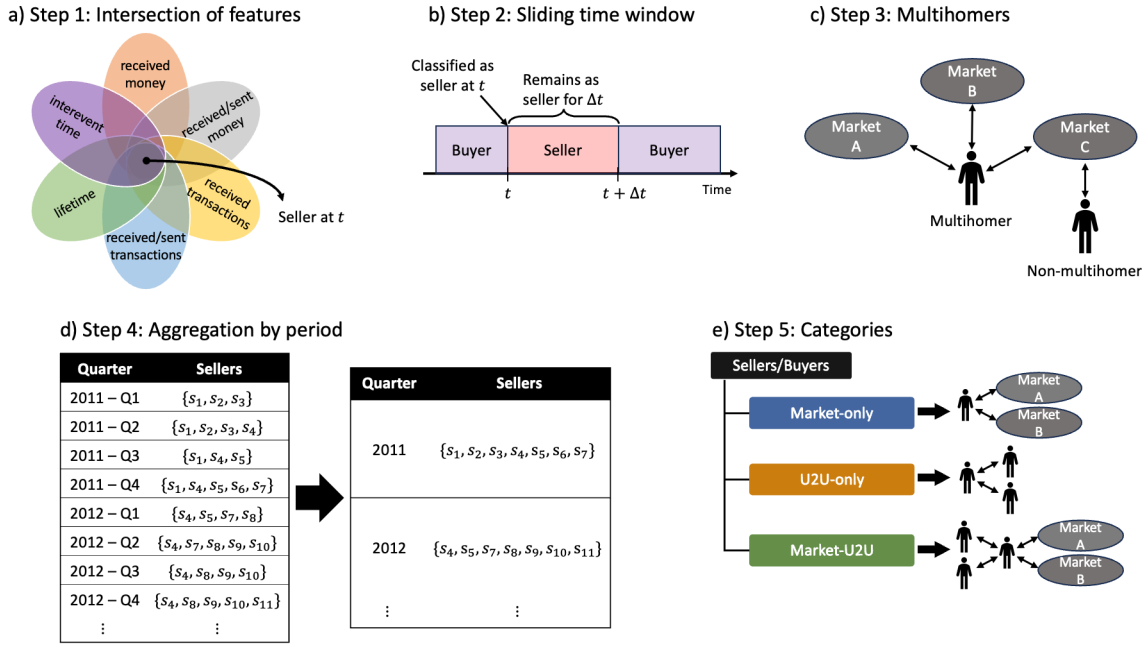 a) Step 1: Intersection of features
received
money
received/sent
money
received
transactions
received/sent
transactions
lifetime
interevent
time
Seller at t
b) Step 2: Sliding time window
Classified as
seller at t
Remains as
seller for Δt
Buyer
Seller
Buyer
t
t + Δt
Time
c) Step 3: Multihomers
Market
A
Market
B
Market
C
Multihomer
Non-multihomer
d) Step 4: Aggregation by period
Quarter Sellers
2011 – Q1 {s₁, s₂, s₃}
2011 – Q2 {s₁, s₂, s₃, s₄}
2011 – Q3 {s₁, s₄, s₅}
2011 – Q4 {s₁, s₄, s₅, s₆, s₇}
2012 – Q1 {s₄, s₅, s₇, s₈}
2012 – Q2 {s₄, s₇, s₈, s₉, s₁₀}
2012 – Q3 {s₄, s₈, s₉, s₁₀}
2012 – Q4 {s₄, s₈, s₉, s₁₀, s₁₁}
⋮ ⋮
Quarter Sellers
2011 {s₁, s₂, s₃, s₄, s₅, s₆, s₇}
2012 {s₄, s₅, s₇, s₈, s₉, s₁₀, s₁₁}
⋮ ⋮
e) Step 5: Categories
Sellers/Buyers
Market-only
Market
A
Market
B
U2U-only
Market-U2U
Market
A
Market
B